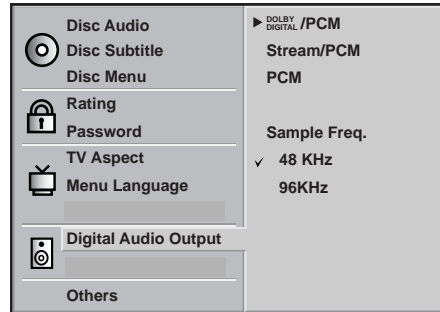 Disc Audio
Disc Subtitle
Disc Menu
Rating
Password
TV Aspect
Menu Language
Digital Audio Output
Others
DOLBY DIGITAL /PCM
Stream/PCM
PCM
Sample Freq.
48 KHz
96KHz